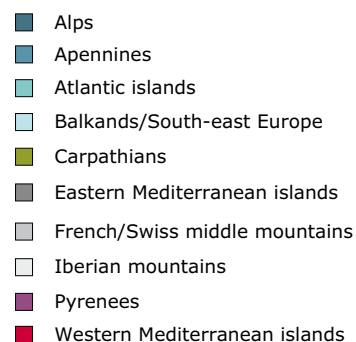 Alps
Apennines
Atlantic islands
Balkands/South-east Europe
Carpathians
Eastern Mediterranean islands
French/Swiss middle mountains
Iberian mountains
Pyrenees
Western Mediterranean islands